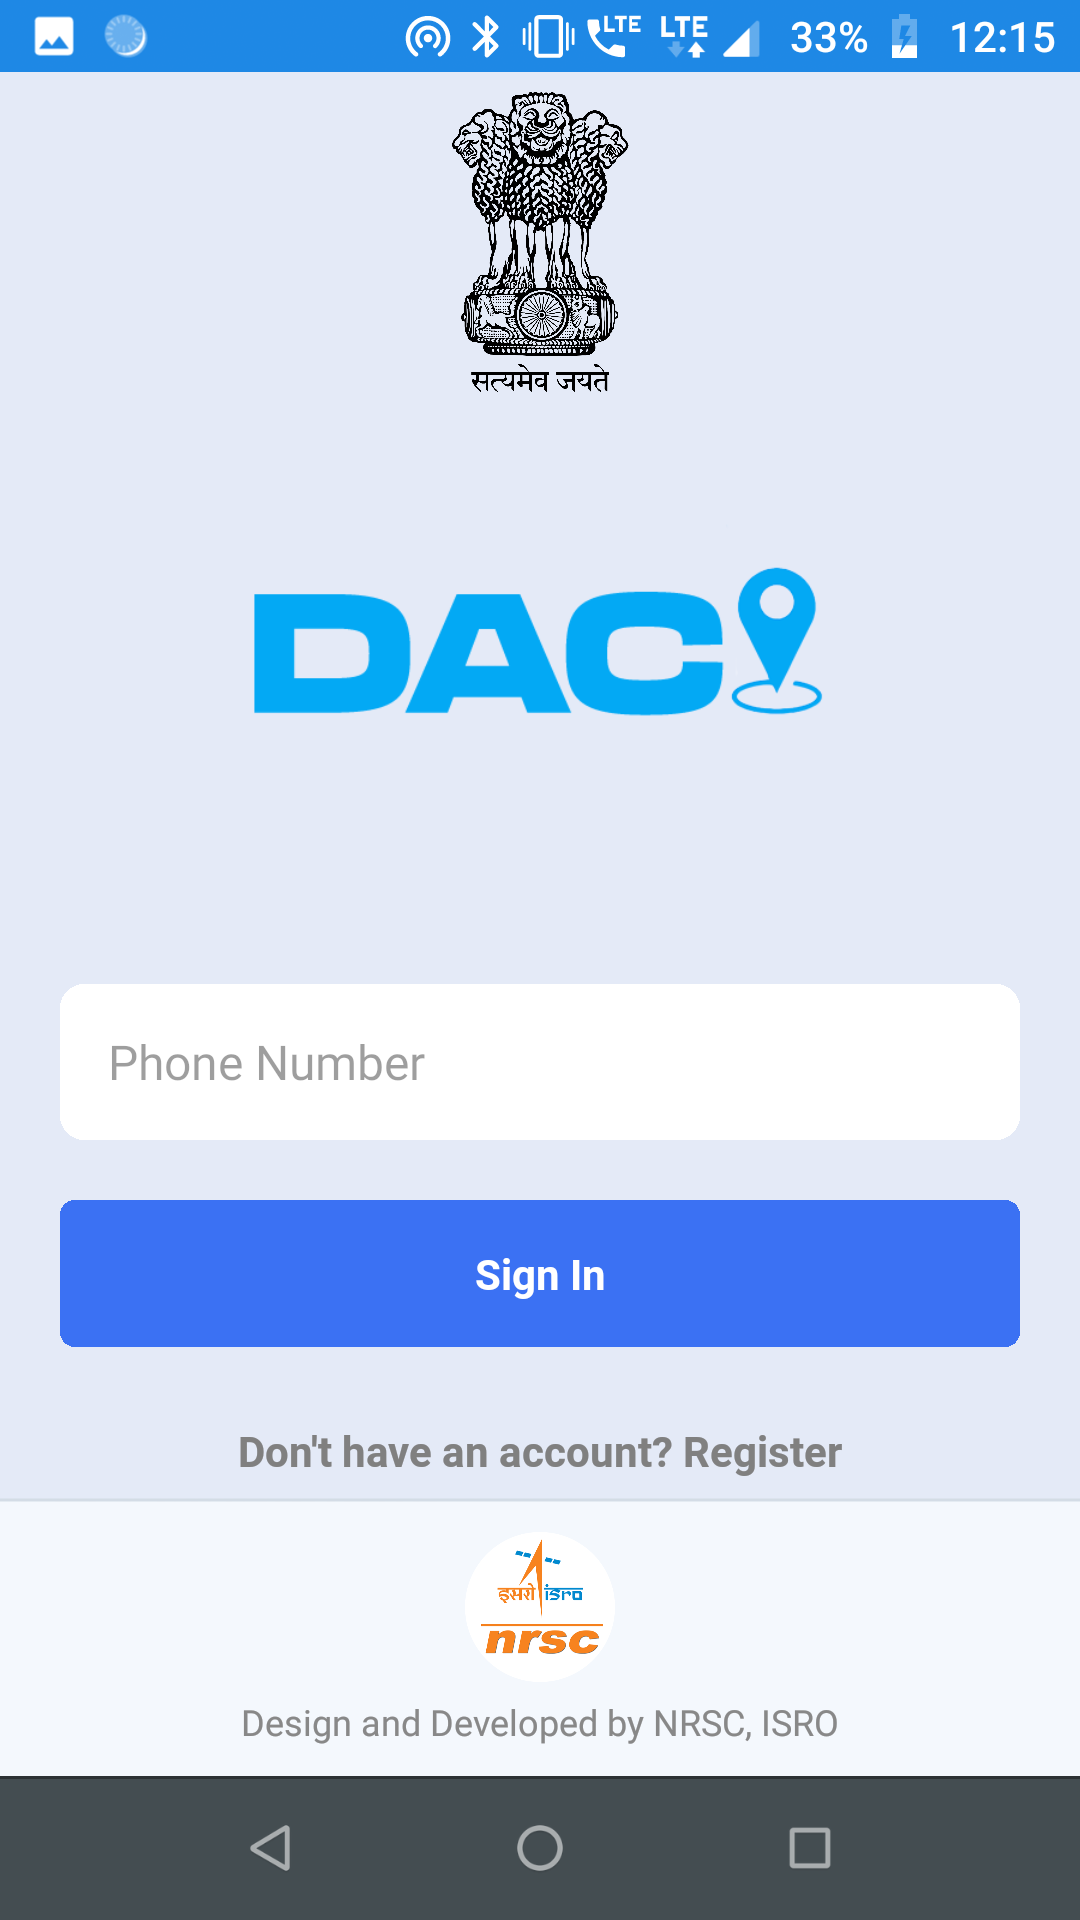 LTE LTE 33% 12:15
सत्यमेव जयते
DAC
Phone Number
Sign In
Don't have an account? Register
इसरो isro
nrsc
Design and Developed by NRSC, ISRO